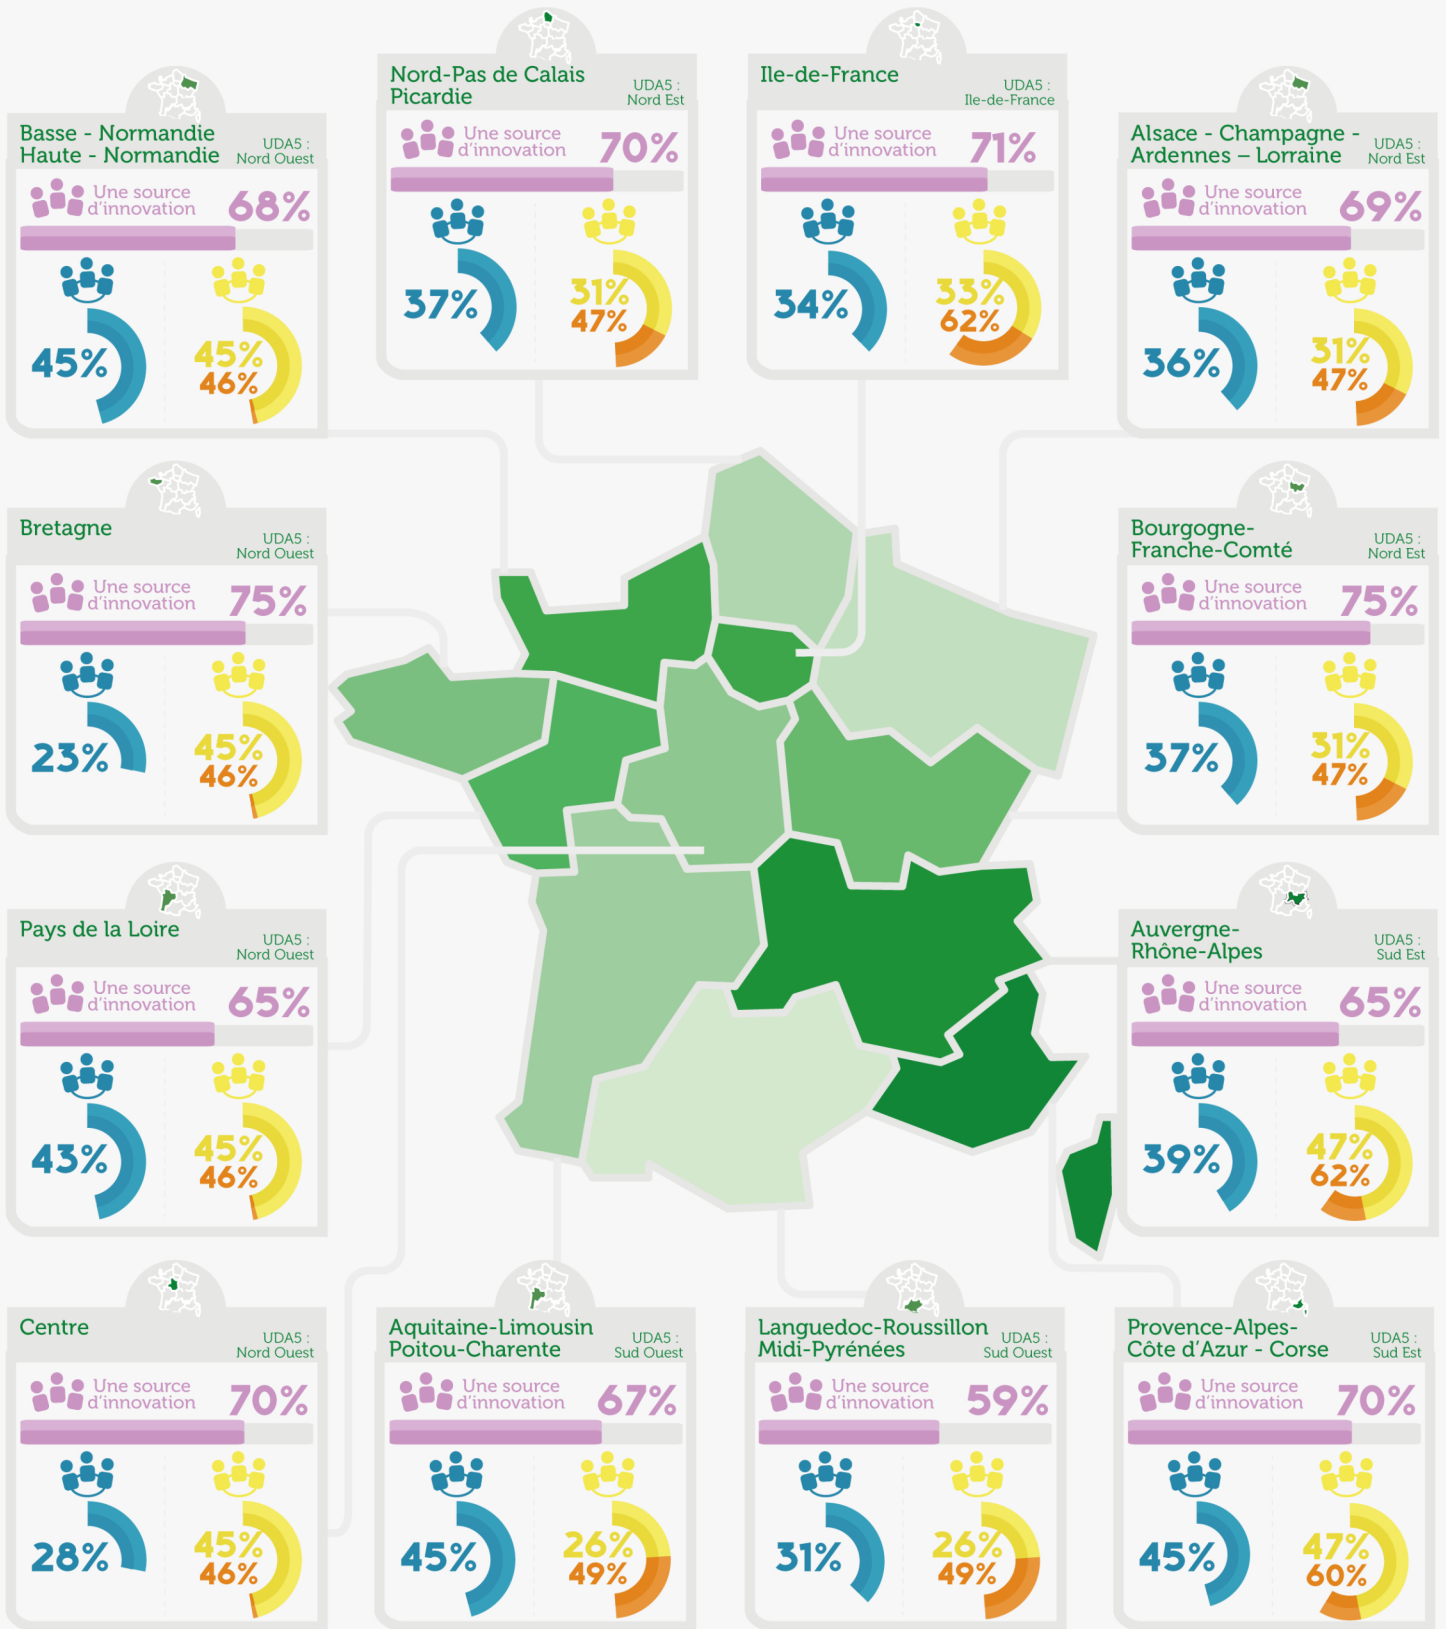 Nord-Pas de Calais
Picardie
UDA5 :
Nord Est
Une source
d'innovation
70%
37%
31%
47%
Ile-de-France
UDA5 :
Ile-de-France
Une source
d'innovation
71%
34%
33%
62%
Basse - Normandie
Haute - Normandie
UDA5 :
Nord Ouest
Une source
d'innovation
68%
45%
45%
46%
Alsace - Champagne -
Ardennes – Lorraine
UDA5 :
Nord Est
Une source
d'innovation
69%
36%
31%
47%
Bretagne
UDA5 :
Nord Ouest
Une source
d'innovation
75%
23%
45%
46%
Bourgogne-
Franche-Comté
UDA5 :
Nord Est
Une source
d'innovation
75%
37%
31%
47%
Pays de la Loire
UDA5 :
Nord Ouest
Une source
d'innovation
65%
43%
45%
46%
Auvergne-
Rhône-Alpes
UDA5 :
Sud Est
Une source
d'innovation
65%
39%
47%
62%
Centre
UDA5 :
Nord Ouest
Une source
d'innovation
70%
28%
45%
46%
Aquitaine-Limousin
Poitou-Charente
UDA5 :
Sud Ouest
Une source
d'innovation
67%
45%
26%
49%
Languedoc-Roussillon
Midi-Pyrénées
UDA5 :
Sud Ouest
Une source
d'innovation
59%
31%
26%
49%
Provence-Alpes-
Côte d'Azur - Corse
UDA5 :
Sud Est
Une source
d'innovation
70%
45%
47%
60%